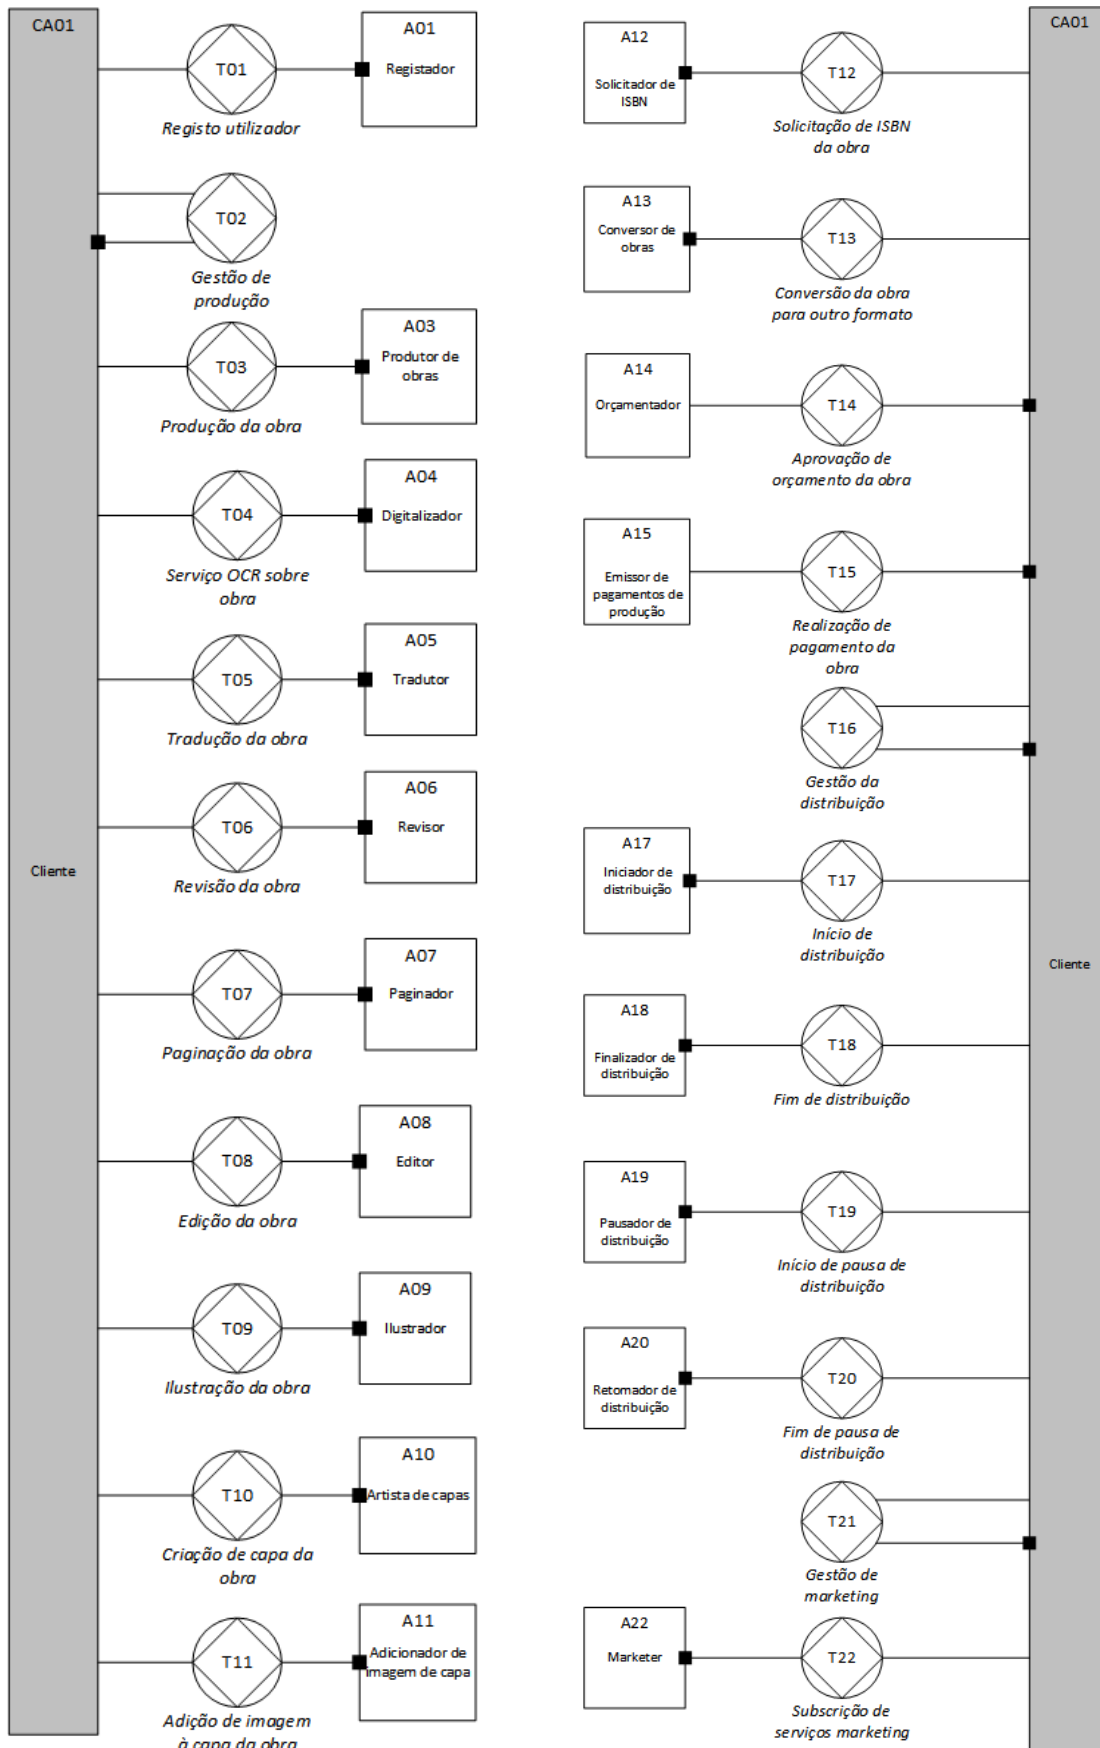 CA01
T01
Registo utilizador
A01
Registador
T02
Gestão de
produção
T03
Produção da obra
A03
Produtor de
obras
T04
Serviço OCR sobre
obra
A04
Digitalizador
T05
Tradução da obra
A05
Tradutor
T06
Revisão da obra
A06
Revisor
Cliente
T07
Paginação da obra
A07
Paginador
T08
Edição da obra
A08
Editor
T09
Ilustração da obra
A09
Ilustrador
T10
Criação de capa da
obra
A10
Artista de capas
T11
Adição de imagem
à capa da obra
A11
Adicionador de
imagem de capa
CA01
A12
Solicitador de
ISBN
T12
Solicitação de ISBN
da obra
A13
Conversor de
obras
T13
Conversão da obra
para outro formato
A14
Orçamentador
T14
Aprovação de
orçamento da obra
A15
Emissor de
pagamentos de
produção
T15
Realização de
pagamento da
obra
T16
Gestão da
distribuição
A17
Iniciador de
distribuição
T17
Início de
distribuição
Cliente
A18
Finalizador de
distribuição
T18
Fim de distribuição
A19
Pausador de
distribuição
T19
Início de pausa de
distribuição
A20
Retomador de
distribuição
T20
Fim de pausa de
distribuição
T21
Gestão de
marketing
A22
Marketer
T22
Subscrição de
serviços marketing